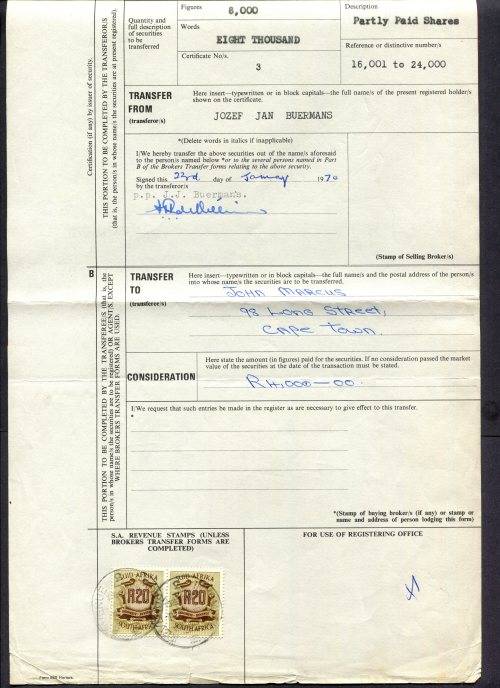 Certification (if any) by issuer of security.
THIS PORTION TO BE COMPLETED BY THE TRANSFEROR/S
(that is, the person/s in whose name/s the securities are at present registered).
Quantity and
full description
of securities
to be
transferred
Figures
8,000
Words
EIGHT THOUSAND
Certificate No/s.
3
Description
Partly Paid Shares
Reference or distinctive number/s
16,001 to 24,000
TRANSFER
FROM
(transferor/s)
Here insert—typewritten or in block capitals—the full name/s of the present registered holder/s
shown on the certificate.
JOZEF JAN BUERMANS
*(Delete words in italics if inapplicable)
I/We hereby transfer the above securities out of the name/s aforesaid
to the person/s named below *or to the several persons named in Part
B of the Brokers Transfer forms relating to the above security.
Signed this 23rd day of January 1970
by the transferor/s
p.p. J.J. Buerman's.
(Stamp of Selling Broker/s)
B
THIS PORTION TO BE COMPLETED BY THE TRANSFEREE/S (that is, the
person/s in whose name/s the securities are to be registered) OR AGENT/S, EXCEPT
WHERE BROKERS TRANSFER FORMS ARE USED.
TRANSFER
TO
(transferee/s)
Here insert—typewritten or in block capitals—the full name/s and the postal address of the person/s
into whose name/s the securities are to be transferred.
JOHN MARCUS
98 LONG STREET,
CAPE TOWN.
CONSIDERATION
Here state the amount (in figures) paid for the securities. If no consideration passed the market
value of the securities at the date of the transaction must be stated.
R4,000—00.
I/We request that such entries be made in the register as are necessary to give effect to this transfer.
*
*(Stamp of buying broker/s (if any) or stamp or
name and address of person lodging this form)
S.A. REVENUE STAMPS (UNLESS
BROKERS TRANSFER FORMS ARE
COMPLETED)
FOR USE OF REGISTERING OFFICE
SUID-AFRIKA SUID-AFRIKA
R20 R20
SOUTH AFRICA SOUTH AFRICA